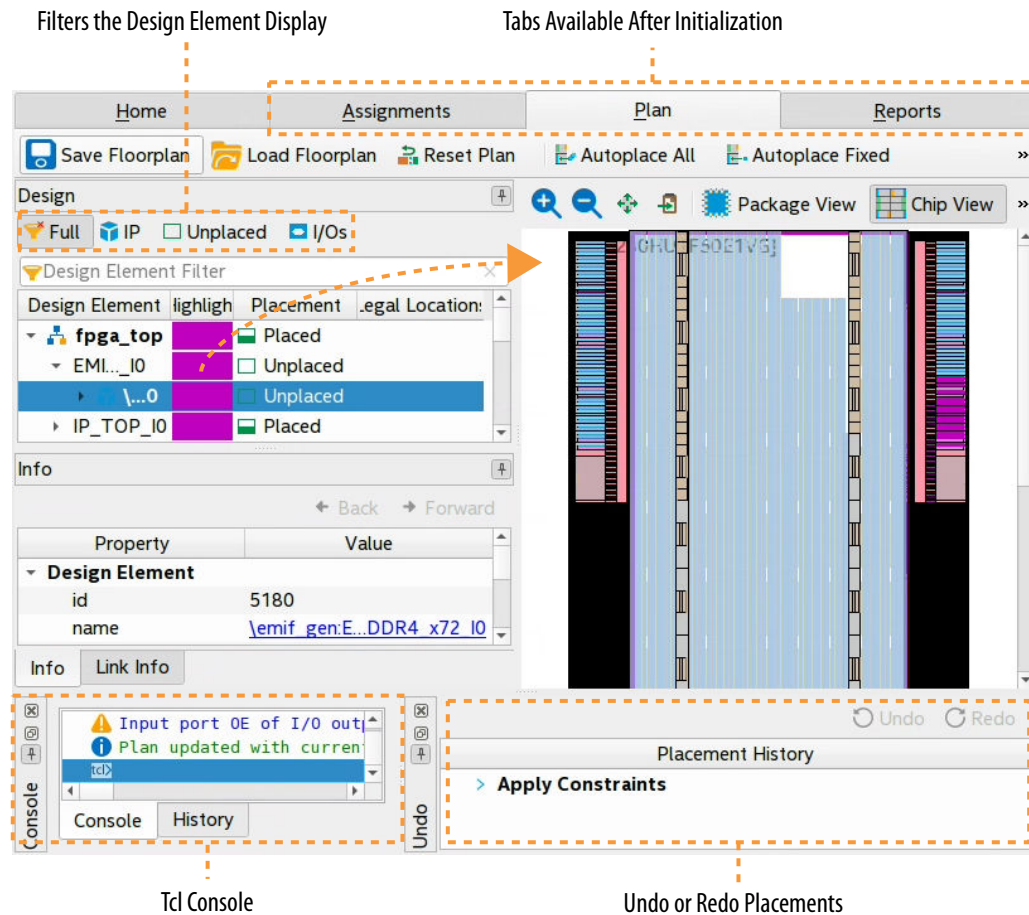 Filters the Design Element Display
Tabs Available After Initialization
Home Assignments Plan Reports
Save Floorplan Load Floorplan Reset Plan Autoplace All Autoplace Fixed »
Design
Package View Chip View »
Full IP Unplaced I/Os
Design Element Filter
Design Element Highligh Placement Legal Locations
fpga_top Placed
EMI..._I0 Unplaced
\...0 Unplaced
IP_TOP_I0 Placed
Info
Back Forward
Property Value
Design Element
id 5180
name \emif_gen:E...DDR4_x72_I0
Info Link Info
Console
Input port OE of I/O out
Plan updated with curren
tcl>
Console History
Undo
Undo Redo
Placement History
Apply Constraints
Tcl Console
Undo or Redo Placements